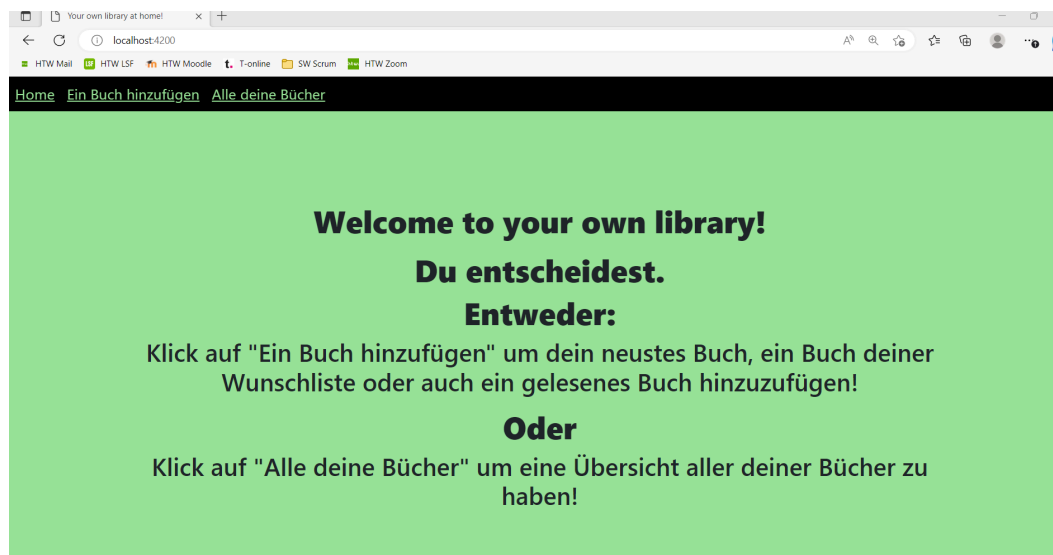 Your own library at home!
localhost:4200
HTW Mail LSF HTW LSF HTW Moodle t. T-online SW Scrum HTW Zoom
Home Ein Buch hinzufügen Alle deine Bücher
Welcome to your own library!
Du entscheidest.
Entweder:
Klick auf "Ein Buch hinzufügen" um dein neustes Buch, ein Buch deiner
Wunschliste oder auch ein gelesenes Buch hinzuzufügen!
Oder
Klick auf "Alle deine Bücher" um eine Übersicht aller deiner Bücher zu
haben!